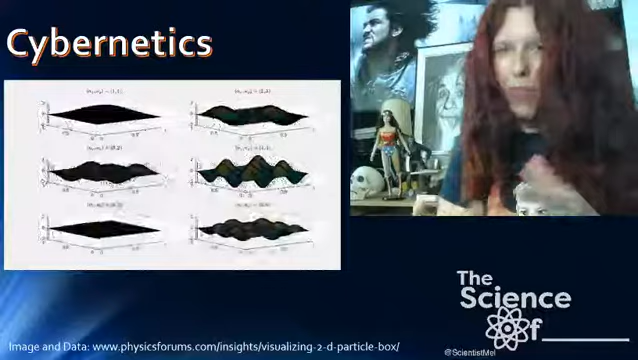 Cybernetics
The
Science
of
@ScientistMel
Image and Data: www.physicsforums.com/insights/visualizing-2-d-particle-box/